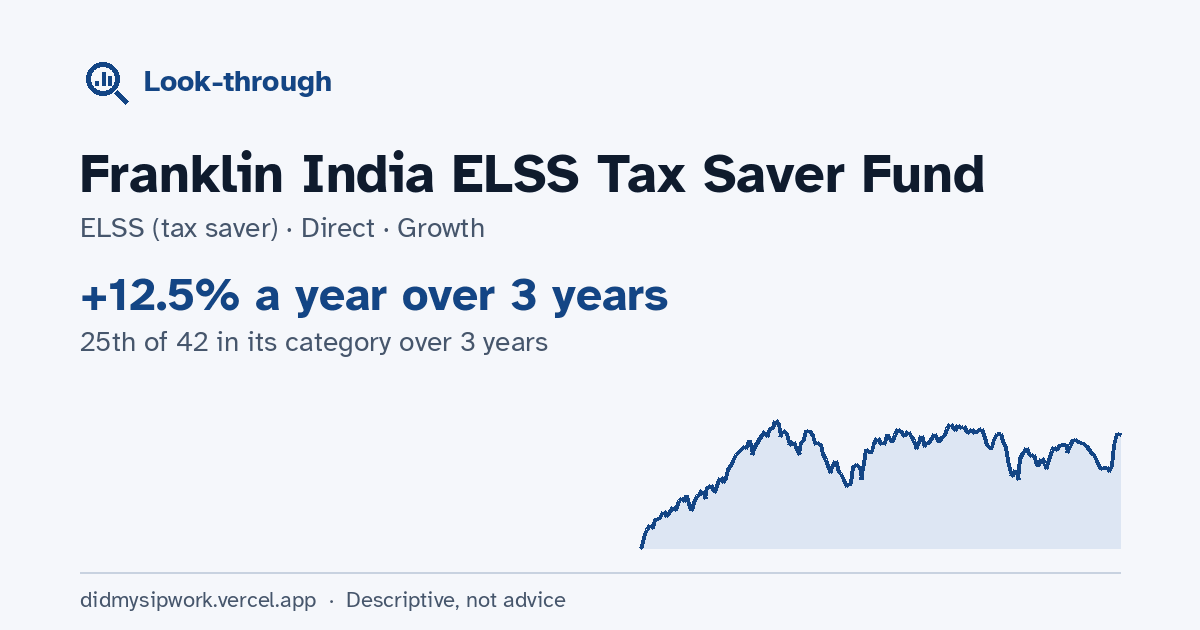 Look-through
Franklin India ELSS Tax Saver Fund
ELSS (tax saver) · Direct · Growth
+12.5% a year over 3 years
25th of 42 in its category over 3 years
didmysipwork.vercel.app · Descriptive, not advice